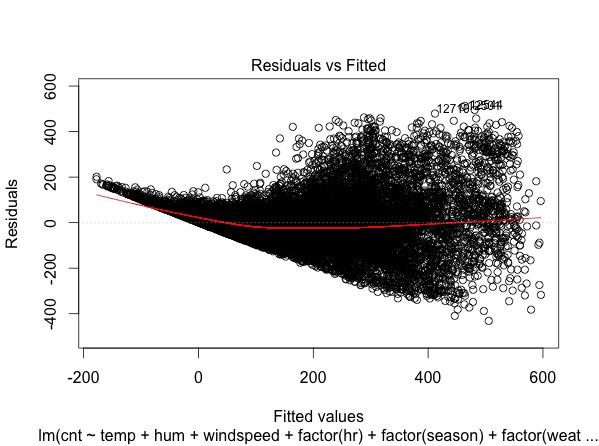 Residuals vs Fitted
Residuals
600
400
200
0
-200
-400
-200
0
200
400
600
Fitted values
lm(cnt ~ temp + hum + windspeed + factor(hr) + factor(season) + factor(weat ...